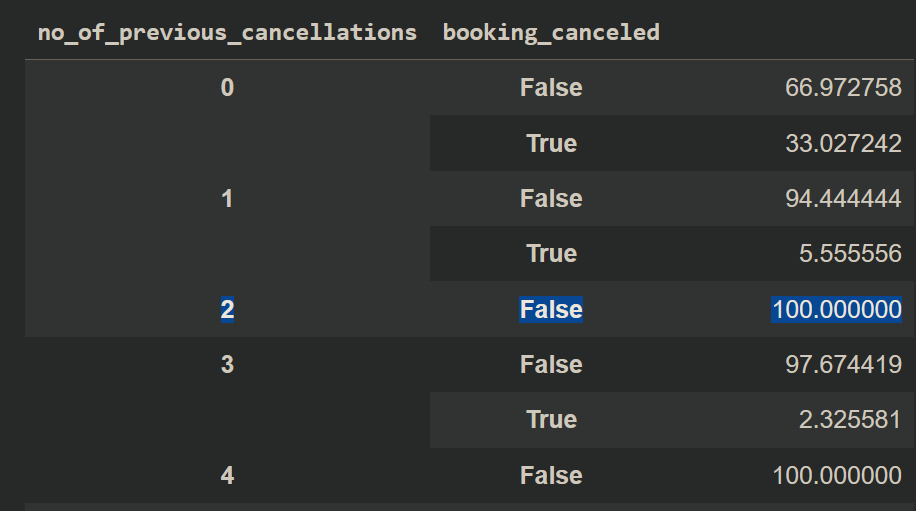 no_of_previous_cancellations booking_canceled
0 False 66.972758
True 33.027242
1 False 94.444444
True 5.555556
2 False 100.000000
3 False 97.674419
True 2.325581
4 False 100.000000